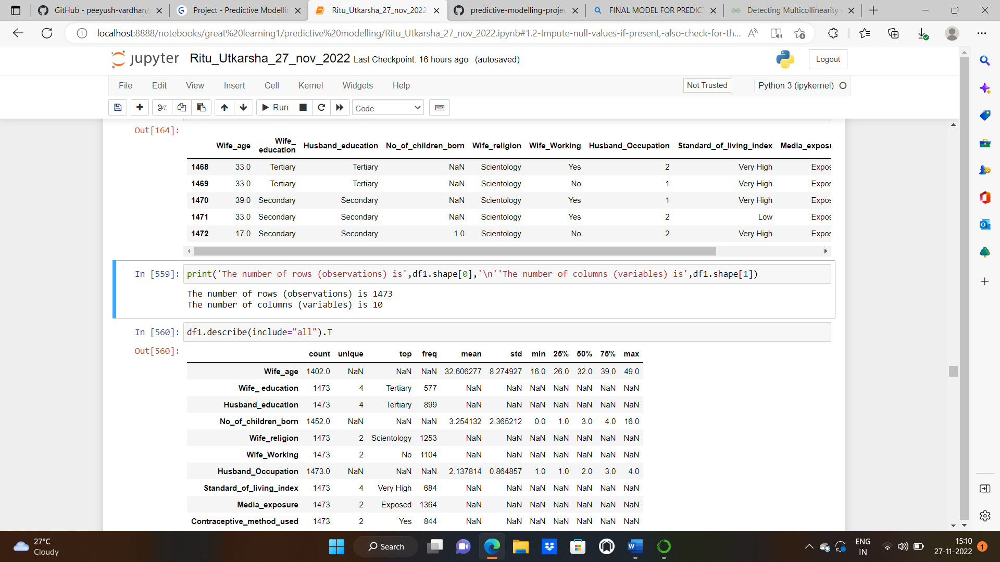 GitHub - peeyush-vardhan/
Project - Predictive Modellin
Ritu_Utkarsha_27_nov_2022
predictive-modelling-projec
FINAL MODEL FOR PREDICT
Detecting Multicollinearity
localhost:8888/notebooks/great%20learning1/predictive%20modelling/Ritu_Utkarsha_27_nov_2022.ipynb#1.2-Impute-null-values-if-present,-also-check-for-th...
jupyter Ritu_Utkarsha_27_nov_2022 Last Checkpoint: 16 hours ago (autosaved)
Logout
File Edit View Insert Cell Kernel Widgets Help
Not Trusted
Python 3 (ipykernel)
Run
Code
Out[164]:
Wife_age Wife_ education Husband_education No_of_children_born Wife_religion Wife_Working Husband_Occupation Standard_of_living_index Media_exposu
1468 33.0 Tertiary Tertiary NaN Scientology Yes 2 Very High Expos
1469 33.0 Tertiary Tertiary NaN Scientology No 1 Very High Expos
1470 39.0 Secondary Secondary NaN Scientology Yes 1 Very High Expos
1471 33.0 Secondary Secondary NaN Scientology Yes 2 Low Expos
1472 17.0 Secondary Secondary 1.0 Scientology No 2 Very High Expos
In [559]: print('The number of rows (observations) is',df1.shape[0],'\n''The number of columns (variables) is',df1.shape[1])
The number of rows (observations) is 1473
The number of columns (variables) is 10
In [560]: df1.describe(include="all").T
Out[560]:
count unique top freq mean std min 25% 50% 75% max
Wife_age 1402.0 NaN NaN NaN 32.606277 8.274927 16.0 26.0 32.0 39.0 49.0
Wife_ education 1473 4 Tertiary 577 NaN NaN NaN NaN NaN NaN NaN
Husband_education 1473 4 Tertiary 899 NaN NaN NaN NaN NaN NaN NaN
No_of_children_born 1452.0 NaN NaN NaN 3.254132 2.365212 0.0 1.0 3.0 4.0 16.0
Wife_religion 1473 2 Scientology 1253 NaN NaN NaN NaN NaN NaN NaN
Wife_Working 1473 2 No 1104 NaN NaN NaN NaN NaN NaN NaN
Husband_Occupation 1473.0 NaN NaN NaN 2.137814 0.864857 1.0 1.0 2.0 3.0 4.0
Standard_of_living_index 1473 4 Very High 684 NaN NaN NaN NaN NaN NaN NaN
Media_exposure 1473 2 Exposed 1364 NaN NaN NaN NaN NaN NaN NaN
Contraceptive_method_used 1473 2 Yes 844 NaN NaN NaN NaN NaN NaN NaN
27°C
Cloudy
Search
ENG
IN
15:10
27-11-2022
1